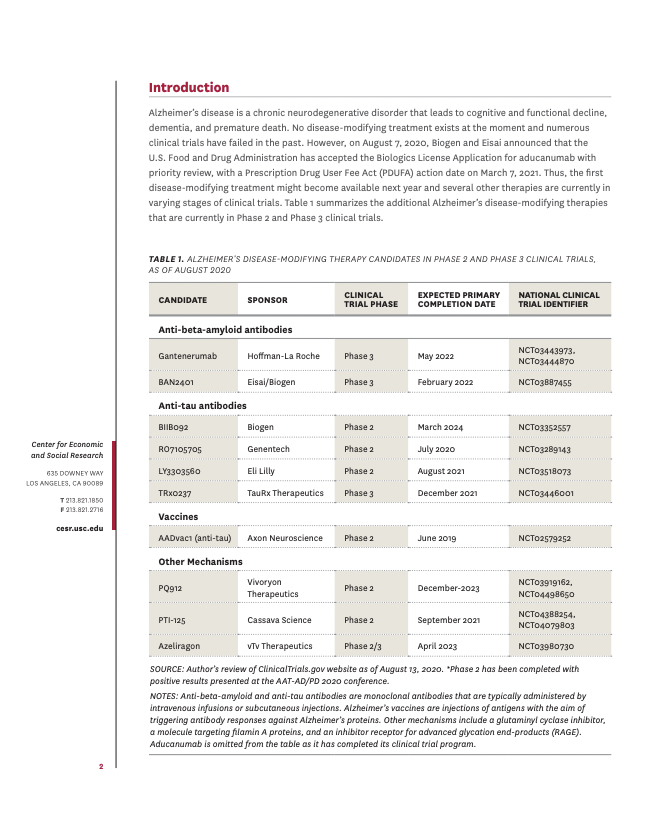 Introduction
Alzheimer's disease is a chronic neurodegenerative disorder that leads to cognitive and functional decline,
dementia, and premature death. No disease-modifying treatment exists at the moment and numerous
clinical trials have failed in the past. However, on August 7, 2020, Biogen and Eisai announced that the
U.S. Food and Drug Administration has accepted the Biologics License Application for aducanumab with
priority review, with a Prescription Drug User Fee Act (PDUFA) action date on March 7, 2021. Thus, the first
disease-modifying treatment might become available next year and several other therapies are currently in
varying stages of clinical trials. Table 1 summarizes the additional Alzheimer's disease-modifying therapies
that are currently in Phase 2 and Phase 3 clinical trials.
TABLE 1. ALZHEIMER'S DISEASE-MODIFYING THERAPY CANDIDATES IN PHASE 2 AND PHASE 3 CLINICAL TRIALS,
AS OF AUGUST 2020
CANDIDATE SPONSOR CLINICAL TRIAL PHASE EXPECTED PRIMARY COMPLETION DATE NATIONAL CLINICAL TRIAL IDENTIFIER
Anti-beta-amyloid antibodies
Gantenerumab Hoffman-La Roche Phase 3 May 2022 NCT03443973, NCT03444870
BAN2401 Eisai/Biogen Phase 3 February 2022 NCT03887455
Anti-tau antibodies
BIIB092 Biogen Phase 2 March 2024 NCT03352557
RO7105705 Genentech Phase 2 July 2020 NCT03289143
LY3303560 Eli Lilly Phase 2 August 2021 NCT03518073
TRx0237 TauRx Therapeutics Phase 3 December 2021 NCT03446001
Vaccines
AADvac1 (anti-tau) Axon Neuroscience Phase 2 June 2019 NCT02579252
Other Mechanisms
PQ912 Vivoryon Therapeutics Phase 2 December-2023 NCT03919162, NCT04498650
PTI-125 Cassava Science Phase 2 September 2021 NCT04388254, NCT04079803
Azeliragon vTv Therapeutics Phase 2/3 April 2023 NCT03980730
SOURCE: Author's review of ClinicalTrials.gov website as of August 13, 2020. *Phase 2 has been completed with
positive results presented at the AAT-AD/PD 2020 conference.
NOTES: Anti-beta-amyloid and anti-tau antibodies are monoclonal antibodies that are typically administered by
intravenous infusions or subcutaneous injections. Alzheimer's vaccines are injections of antigens with the aim of
triggering antibody responses against Alzheimer's proteins. Other mechanisms include a glutaminyl cyclase inhibitor,
a molecule targeting filamin A proteins, and an inhibitor receptor for advanced glycation end-products (RAGE).
Aducanumab is omitted from the table as it has completed its clinical trial program.
Center for Economic
and Social Research
635 DOWNEY WAY
LOS ANGELES, CA 90089
T 213.821.1850
F 213.821.2716
cesr.usc.edu
2